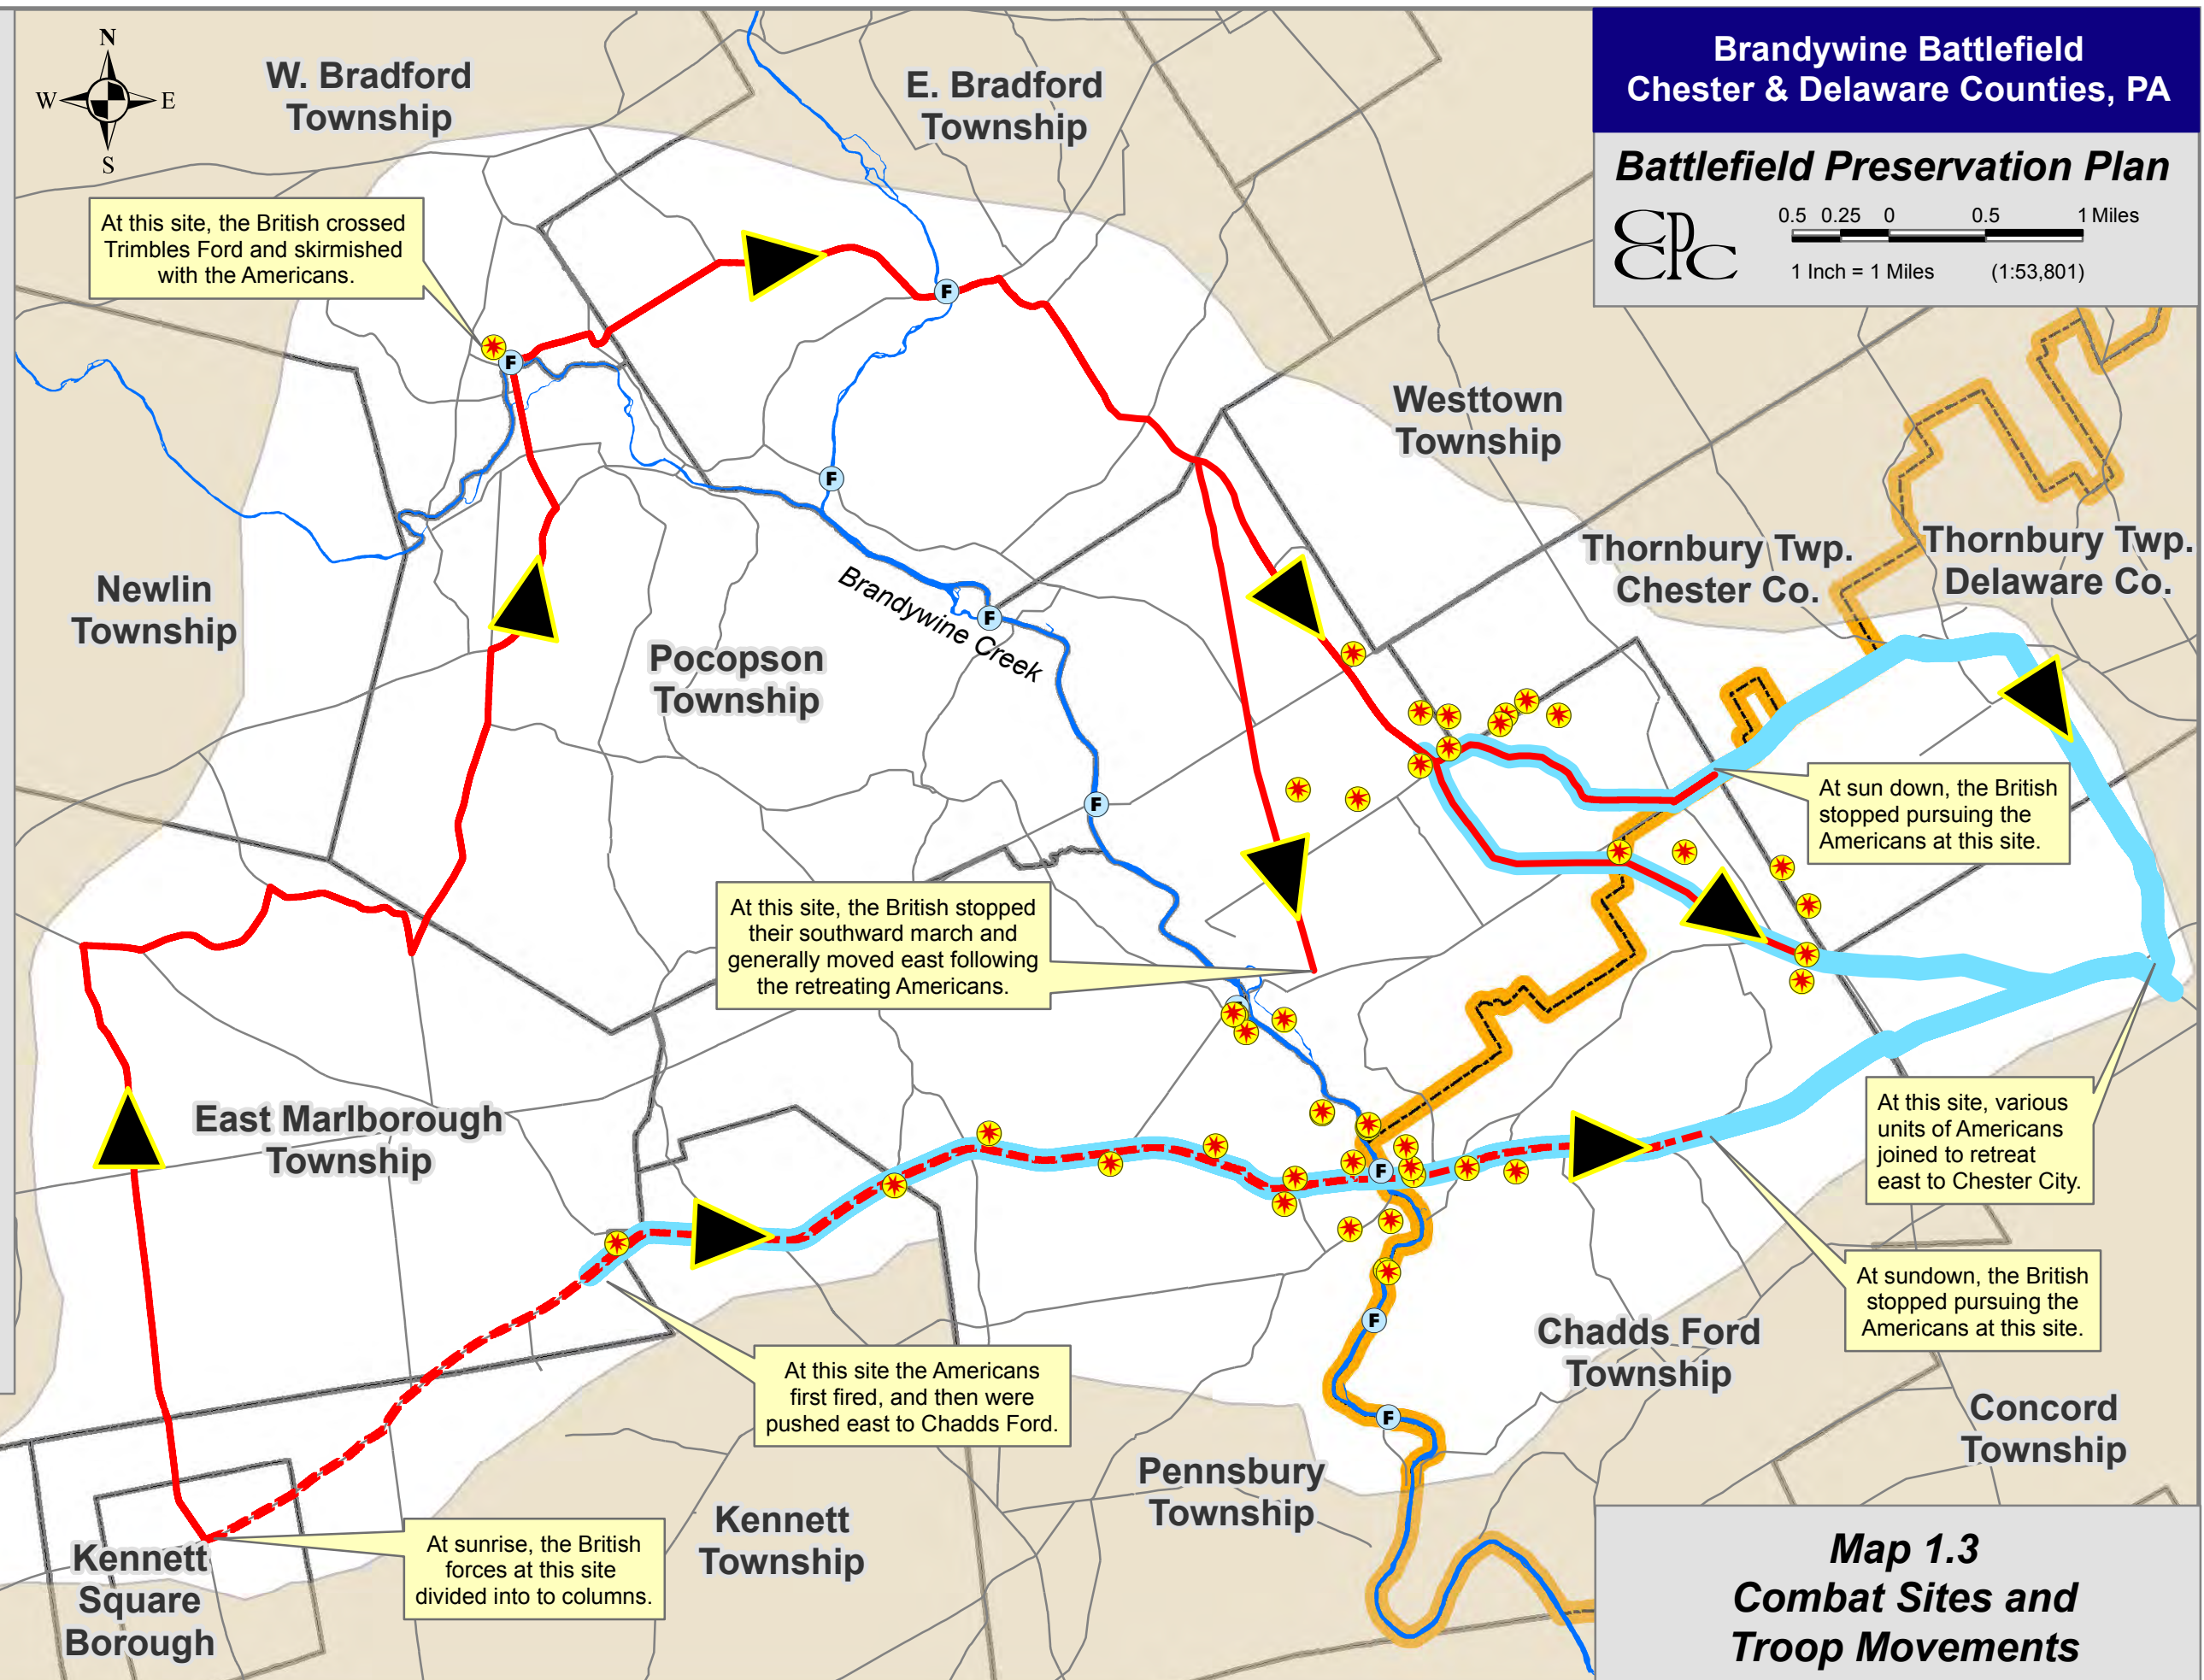 Brandywine Battlefield
Chester & Delaware Counties, PA
Battlefield Preservation Plan
CCPC
0.5 0.25 0 0.5 1 Miles
1 Inch = 1 Miles (1:53,801)
N
W E
S
W. Bradford
Township
E. Bradford
Township
At this site, the British crossed
Trimbles Ford and skirmished
with the Americans.
F
F
Westtown
Township
F
Thornbury Twp.
Chester Co.
Thornbury Twp.
Delaware Co.
Newlin
Township
Brandywine Creek
F
Pocopson
Township
At sun down, the British
stopped pursuing the
Americans at this site.
F
At this site, the British stopped
their southward march and
generally moved east following
the retreating Americans.
East Marlborough
Township
At this site, various
units of Americans
joined to retreat
east to Chester City.
F
At sundown, the British
stopped pursuing the
Americans at this site.
F
Chadds Ford
Township
At this site the Americans
first fired, and then were
pushed east to Chadds Ford.
F
Concord
Township
Pennsbury
Township
Kennett
Township
At sunrise, the British
forces at this site
divided into to columns.
Kennett
Square
Borough
Map 1.3
Combat Sites and
Troop Movements